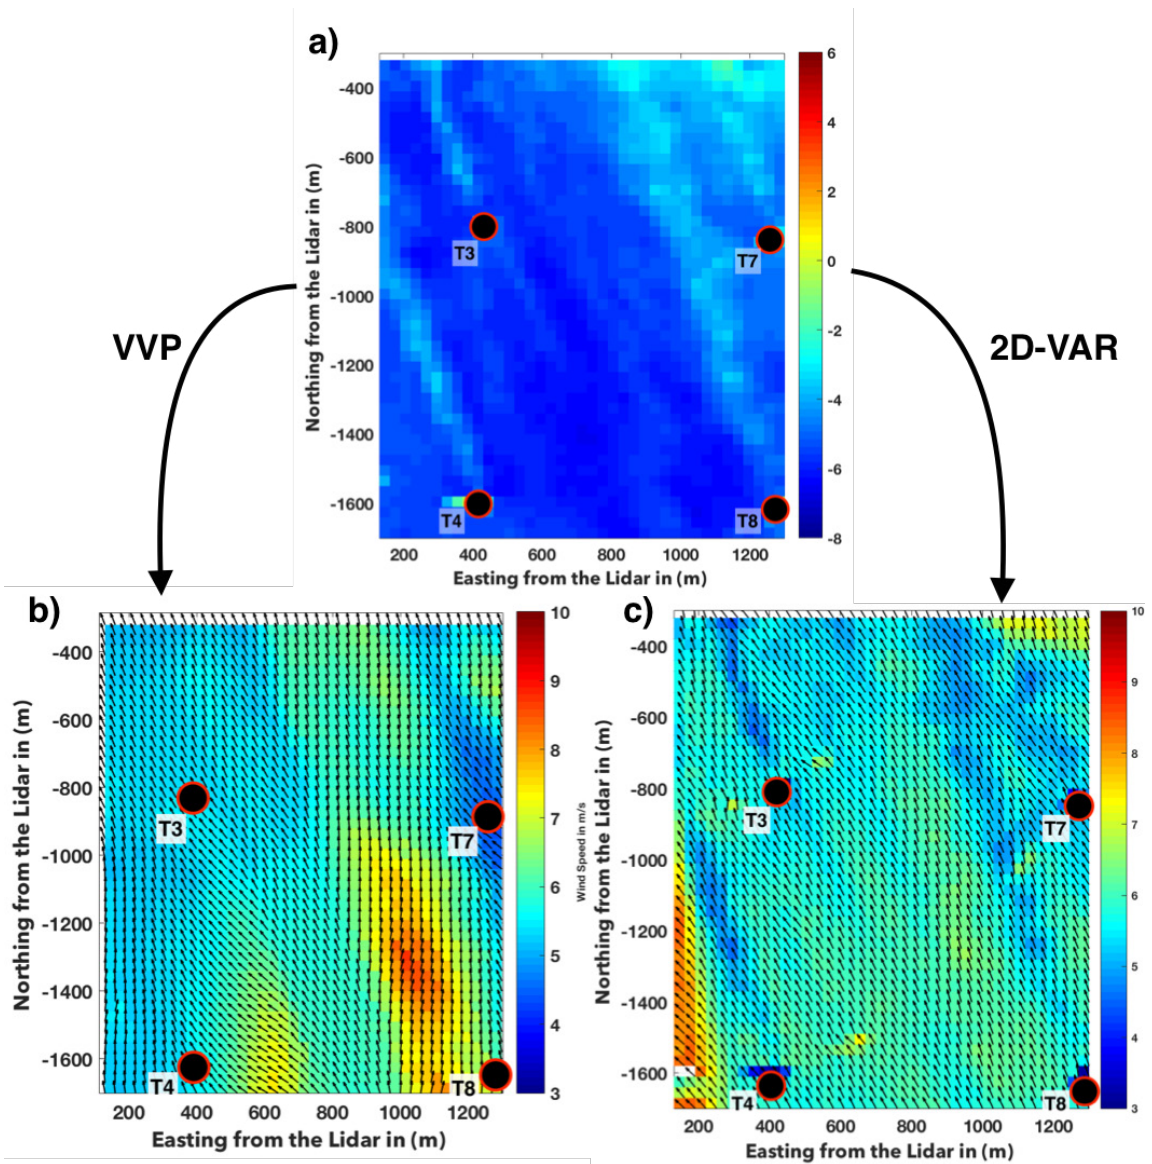 a)
-400
-600
-800
-1000
-1200
-1400
-1600
Northing from the Lidar in (m)
200 400 600 800 1000 1200
Easting from the Lidar in (m)
6
4
2
0
-2
-4
-6
-8
T3
T7
T4
T8
VVP
2D-VAR
b)
-400
-600
-800
-1000
-1200
-1400
-1600
Northing from the Lidar in (m)
200 400 600 800 1000 1200
Easting from the Lidar in (m)
10
9
8
7
6
5
4
3
Wind Speed in m/s
T3
T7
T4
T8
c)
-400
-600
-800
-1000
-1200
-1400
-1600
Northing from the Lidar in (m)
200 400 600 800 1000 1200
Easting from the Lidar in (m)
10
9
8
7
6
5
4
3
T3
T7
T4
T8